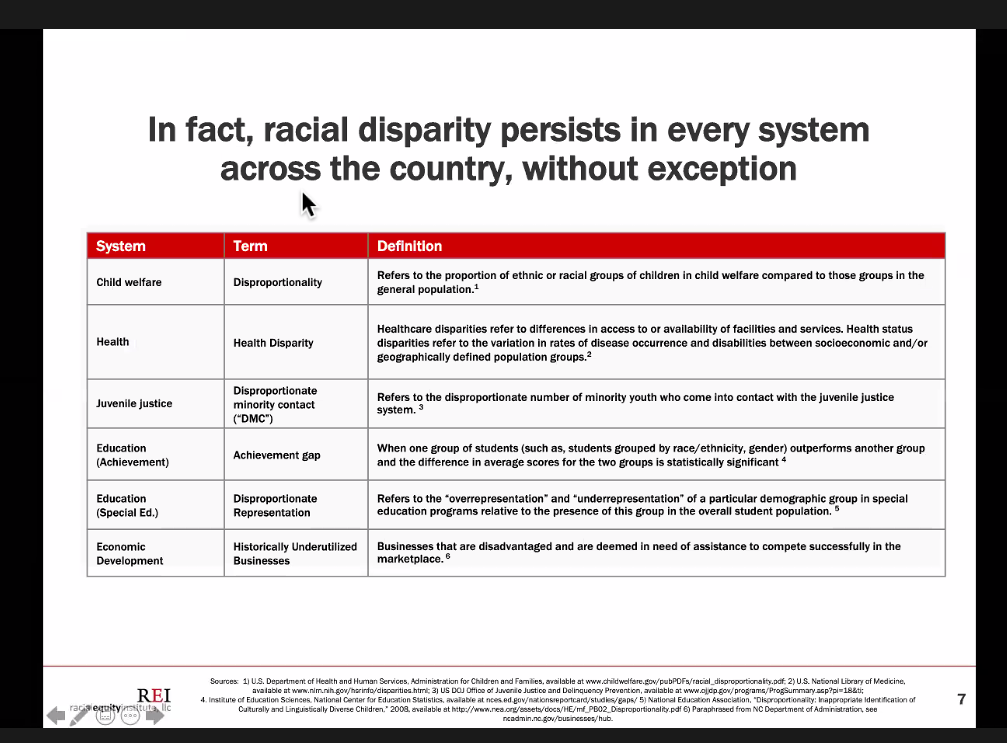 In fact, racial disparity persists in every system
across the country, without exception
System Term Definition
Child welfare
Disproportionality
Refers to the proportion of ethnic or racial groups of children in child welfare compared to those groups in the
general population.1
Health
Health Disparity
Healthcare disparities refer to differences in access to or availability of facilities and services. Health status
disparities refer to the variation in rates of disease occurrence and disabilities between socioeconomic and/or
geographically defined population groups.2
Juvenile justice
Disproportionate
minority contact
(“DMC”)
Refers to the disproportionate number of minority youth who come into contact with the juvenile justice
system. 3
Education
(Achievement)
Achievement gap
When one group of students (such as, students grouped by race/ethnicity, gender) outperforms another group
and the difference in average scores for the two groups is statistically significant 4
Education
(Special Ed.)
Disproportionate
Representation
Refers to the “overrepresentation” and “underrepresentation” of a particular demographic group in special
education programs relative to the presence of this group in the overall student population. 5
Economic
Development
Historically Underutilized
Businesses
Businesses that are disadvantaged and are deemed in need of assistance to compete successfully in the
marketplace. 6
Sources: 1) U.S. Department of Health and Human Services, Administration for Children and Families, available at www.childwelfare.gov/pubPDFs/racial_disproportionality.pdf; 2) U.S. National Library of Medicine,
available at www.nlm.nih.gov/hsrinfo/disparities.html; 3) US DOJ Office of Juvenile Justice and Delinquency Prevention, available at www.ojjdp.gov/programs/ProgSummary.asp?pi=18&ti;
4. Institute of Education Sciences, National Center for Education Statistics, available at nces.ed.gov/nationsreportcard/studies/gaps/ 5) National Education Association, "Disproportionality: Inappropriate Identification of
Culturally and Linguistically Diverse Children," 2008, available at http://www.nea.org/assets/docs/HE/mf_PB02_Disproportionality.pdf 6) Paraphrased from NC Department of Administration, see
ncadmin.nc.gov/businesses/hub.
REI
racial equity institute, llc
7